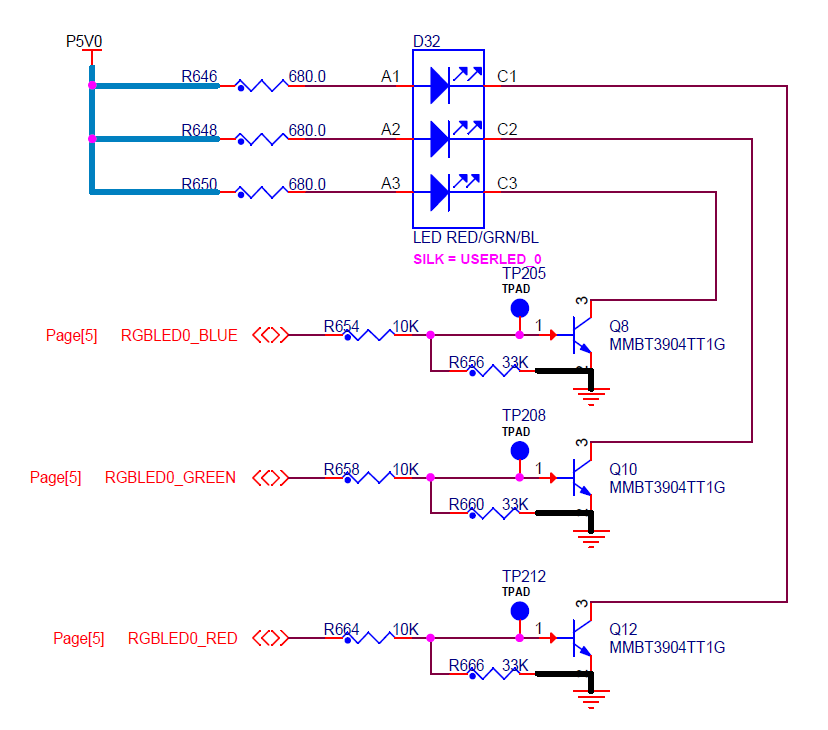 P5V0
D32
R646 680.0 A1 C1
R648 680.0 A2 C2
R650 680.0 A3 C3
LED RED/GRN/BL
SILK = USERLED_0
TP205
TPAD
3
Page[5] RGBLED0_BLUE R654 10K 1 Q8
MMBT3904TT1G
R656 33K
TP208
TPAD
3
Page[5] RGBLED0_GREEN R658 10K 1 Q10
MMBT3904TT1G
R660 33K
TP212
TPAD
3
Page[5] RGBLED0_RED R664 10K 1 Q12
MMBT3904TT1G
R666 33K